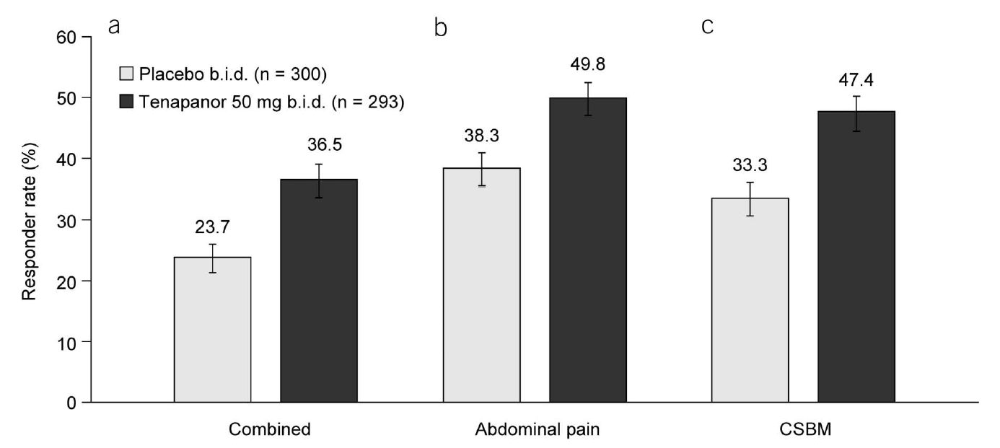 a
b
c
60
50
40
30
20
10
0
Responder rate (%)
Placebo b.i.d. (n = 300)
Tenapanor 50 mg b.i.d. (n = 293)
23.7
36.5
38.3
49.8
33.3
47.4
Combined
Abdominal pain
CSBM